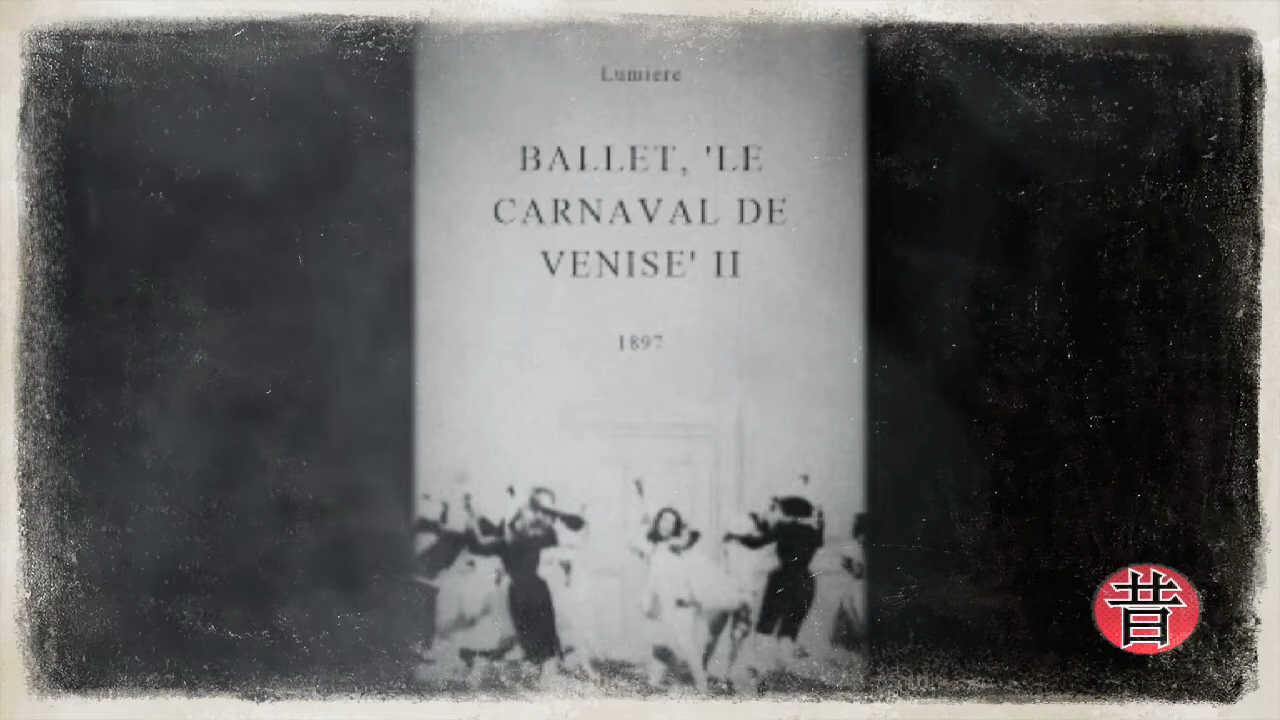 Lumière
BALLET, 'LE
CARNAVAL DE
VENISE' II
1897
昔